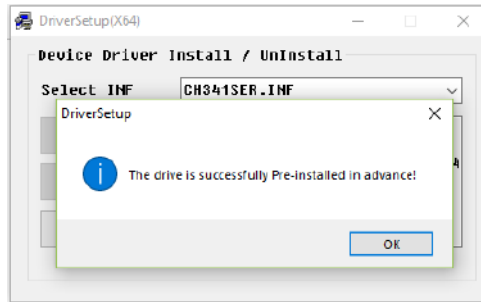 DriverSetup(X64)
Device Driver Install / UnInstall
Select INF CH341SER.INF
DriverSetup
The drive is successfully Pre-installed in advance!
OK